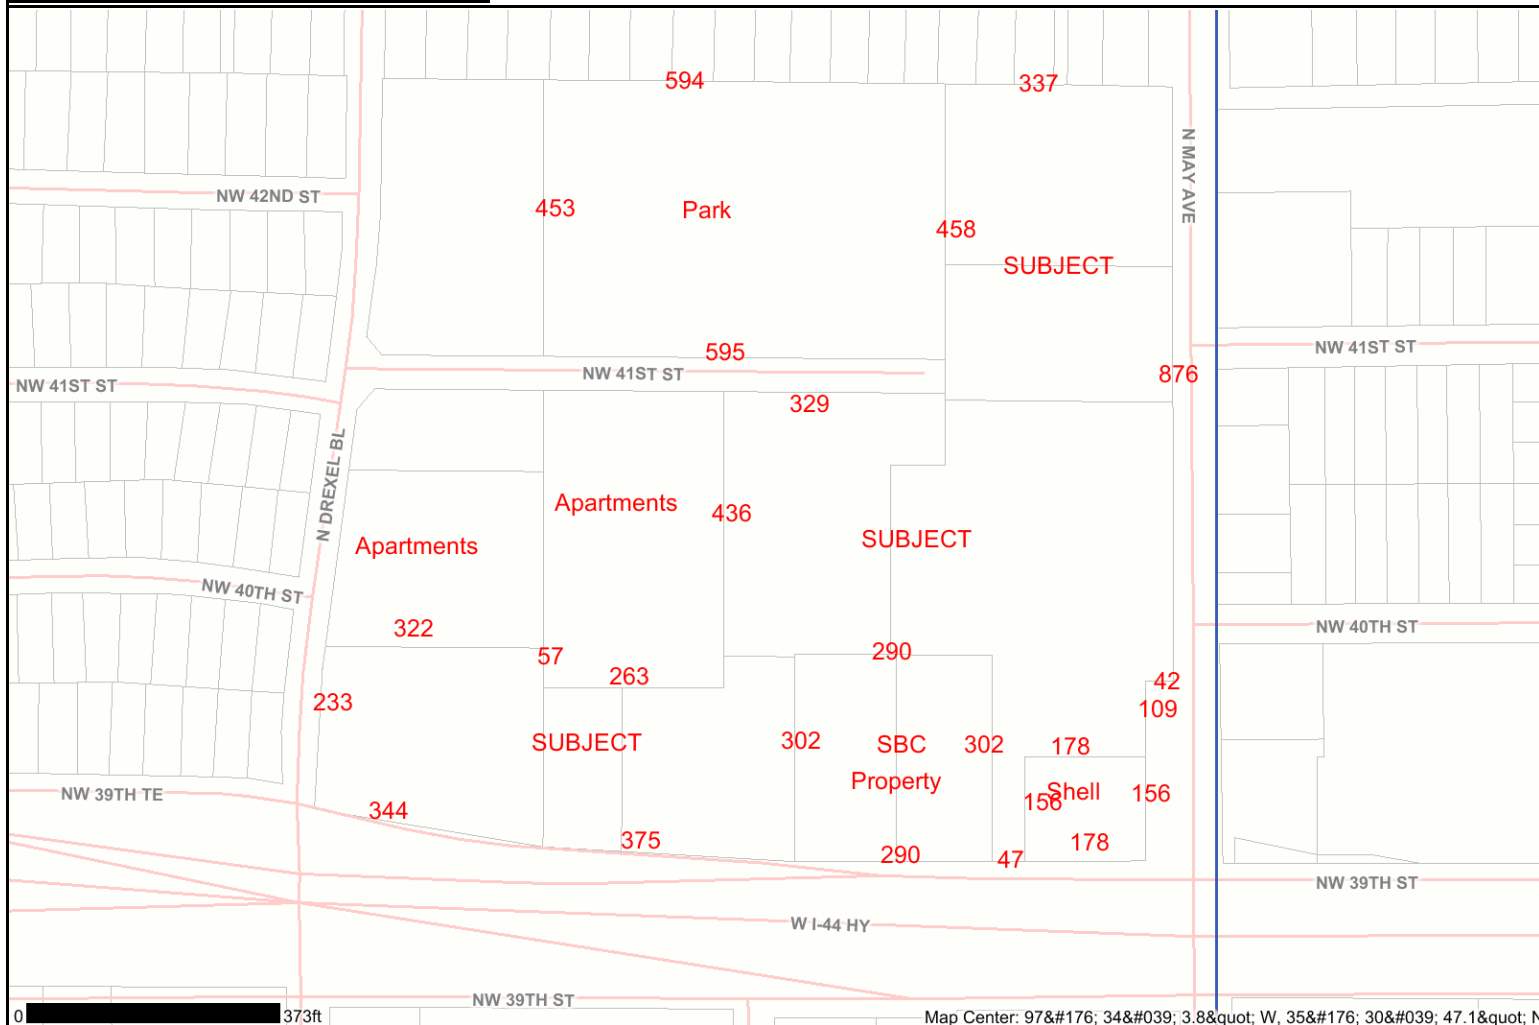 594
337
N MAY AVE
NW 42ND ST
453
Park
458
SUBJECT
595
NW 41ST ST
NW 41ST ST
876
NW 41ST ST
329
N DREXEL BL
Apartments
436
SUBJECT
Apartments
NW 40TH ST
322
NW 40TH ST
57
290
263
42
233
109
SUBJECT
302
SBC
302
178
Property
NW 39TH TE
156
Shell
156
344
375
178
290
47
NW 39TH ST
W I-44 HY
NW 39TH ST
0
373ft
Map Center: 97&#176; 34&#039; 3.8&quot; W, 35&#176; 30&#039; 47.1&quot; N